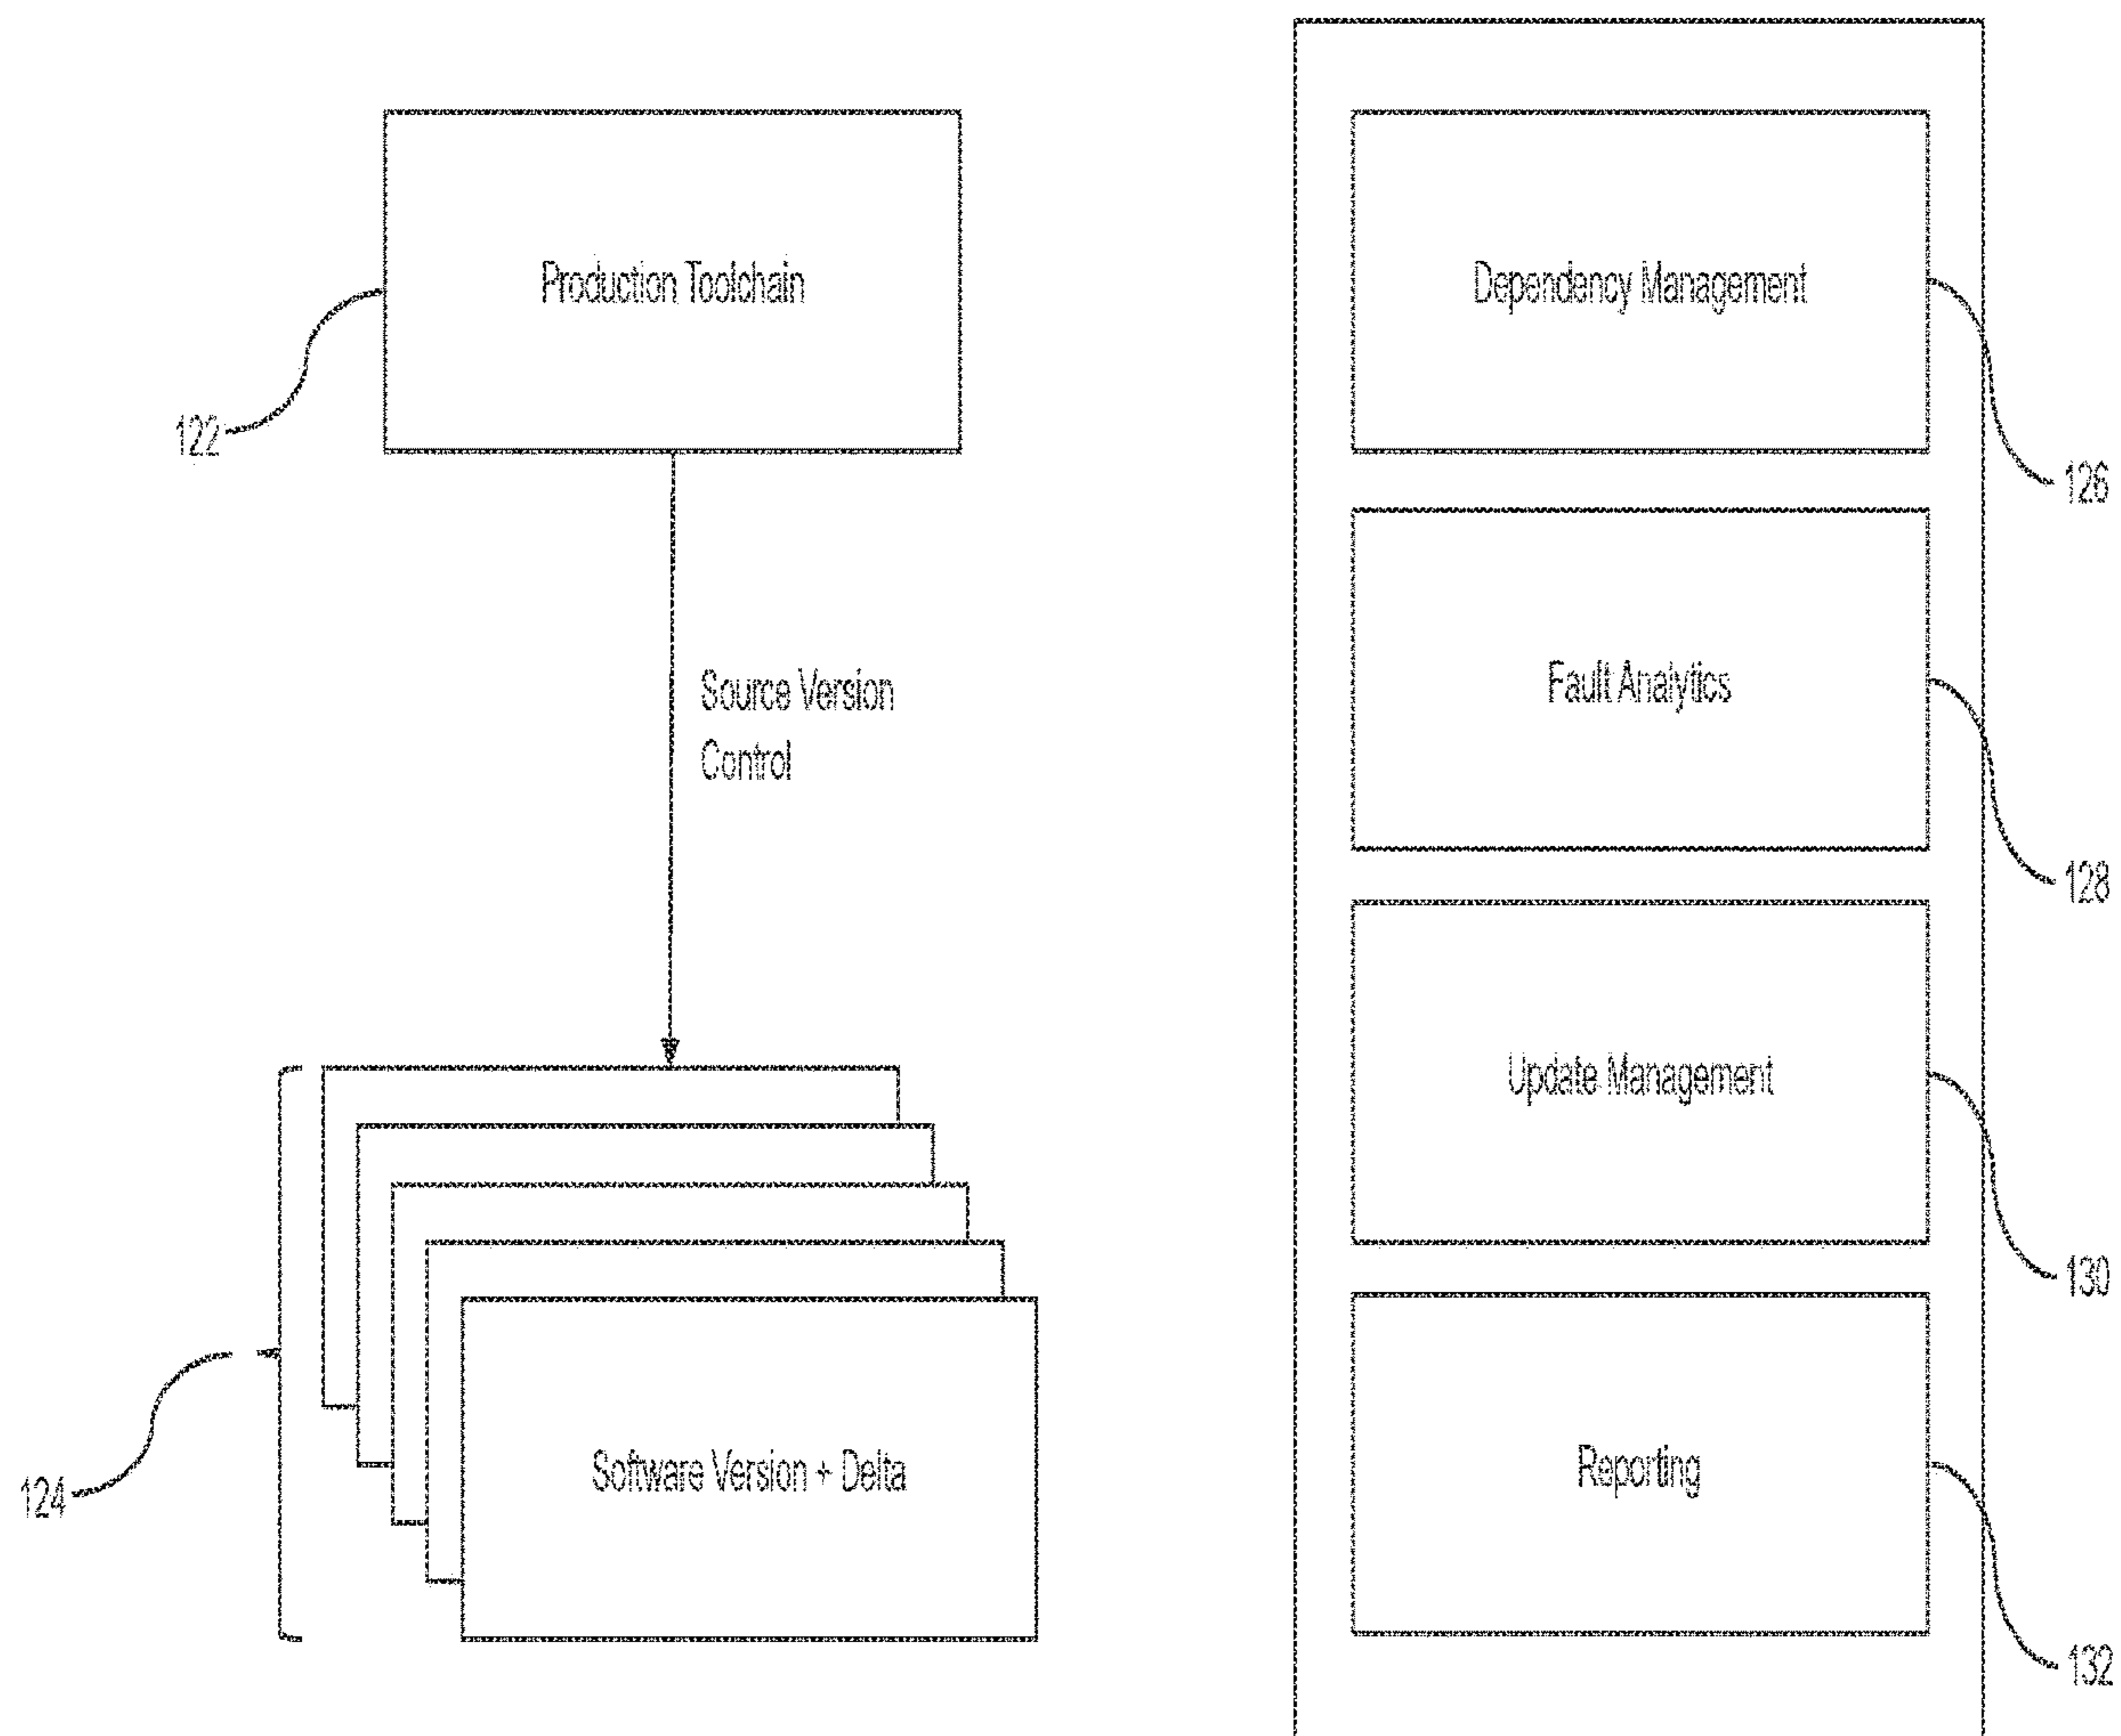 Production Toolchain
122
Source Version
Control
Software Version + Delta
124
Dependency Management
126
Fault Analytics
128
Update Management
130
Reporting
132